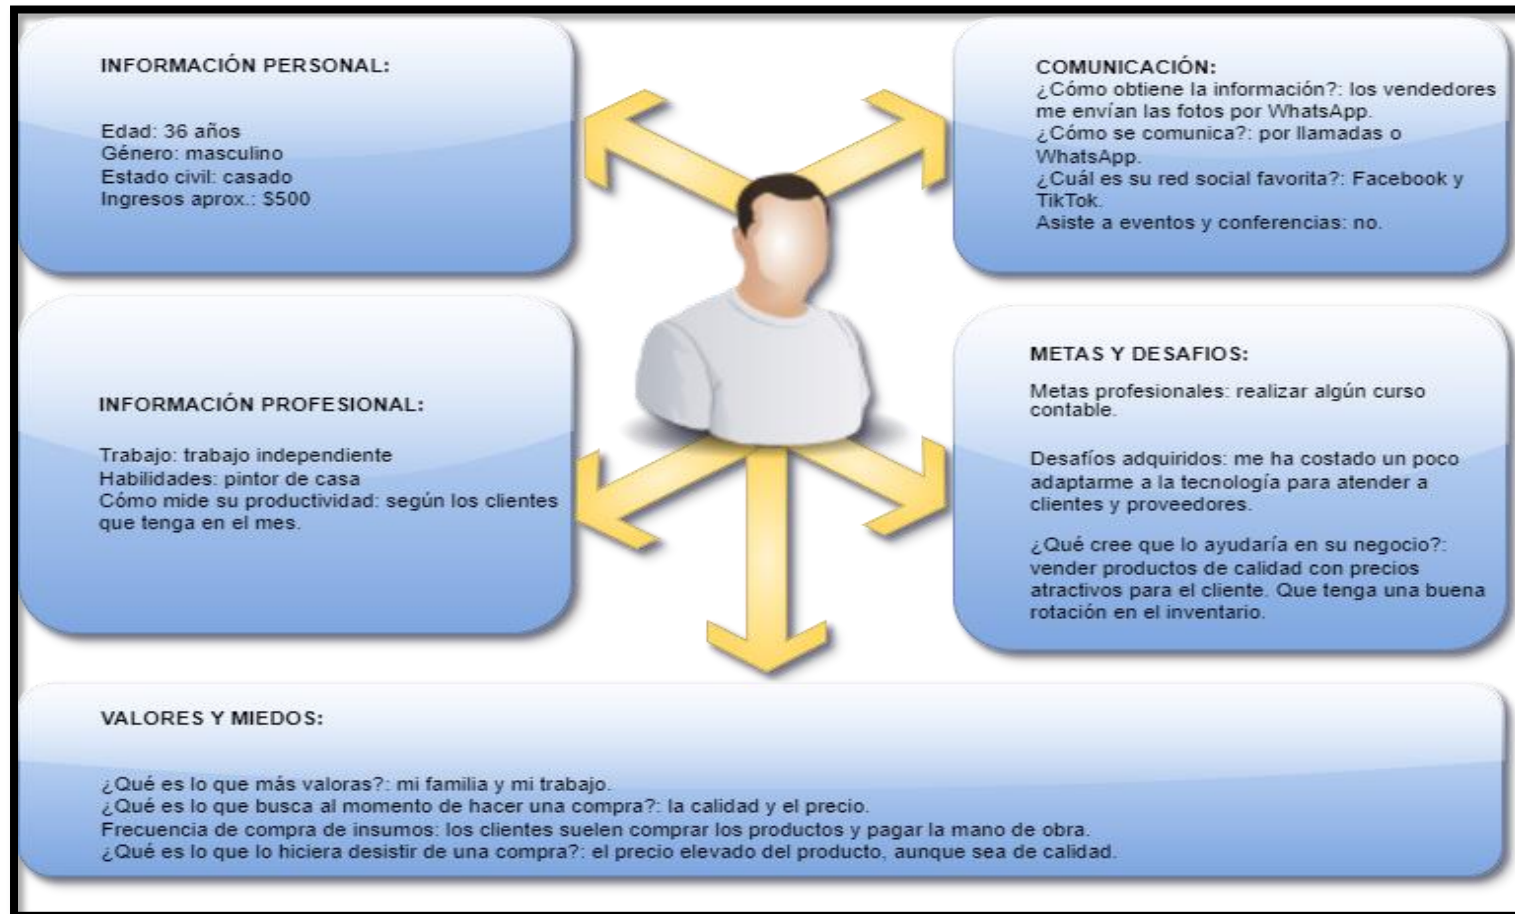 INFORMACIÓN PERSONAL:
Edad: 36 años
Género: masculino
Estado civil: casado
Ingresos aprox.: $500
COMUNICACIÓN:
¿Cómo obtiene la información?: los vendedores
me envían las fotos por WhatsApp.
¿Cómo se comunica?: por llamadas o
WhatsApp.
¿Cuál es su red social favorita?: Facebook y
TikTok.
Asiste a eventos y conferencias: no.
INFORMACIÓN PROFESIONAL:
Trabajo: trabajo independiente
Habilidades: pintor de casa
Cómo mide su productividad: según los clientes
que tenga en el mes.
METAS Y DESAFIOS:
Metas profesionales: realizar algún curso
contable.
Desafíos adquiridos: me ha costado un poco
adaptarme a la tecnología para atender a
clientes y proveedores.
¿Qué cree que lo ayudaría en su negocio?:
vender productos de calidad con precios
atractivos para el cliente. Que tenga una buena
rotación en el inventario.
VALORES Y MIEDOS:
¿Qué es lo que más valoras?: mi familia y mi trabajo.
¿Qué es lo que busca al momento de hacer una compra?: la calidad y el precio.
Frecuencia de compra de insumos: los clientes suelen comprar los productos y pagar la mano de obra.
¿Qué es lo que lo hiciera desistir de una compra?: el precio elevado del producto, aunque sea de calidad.